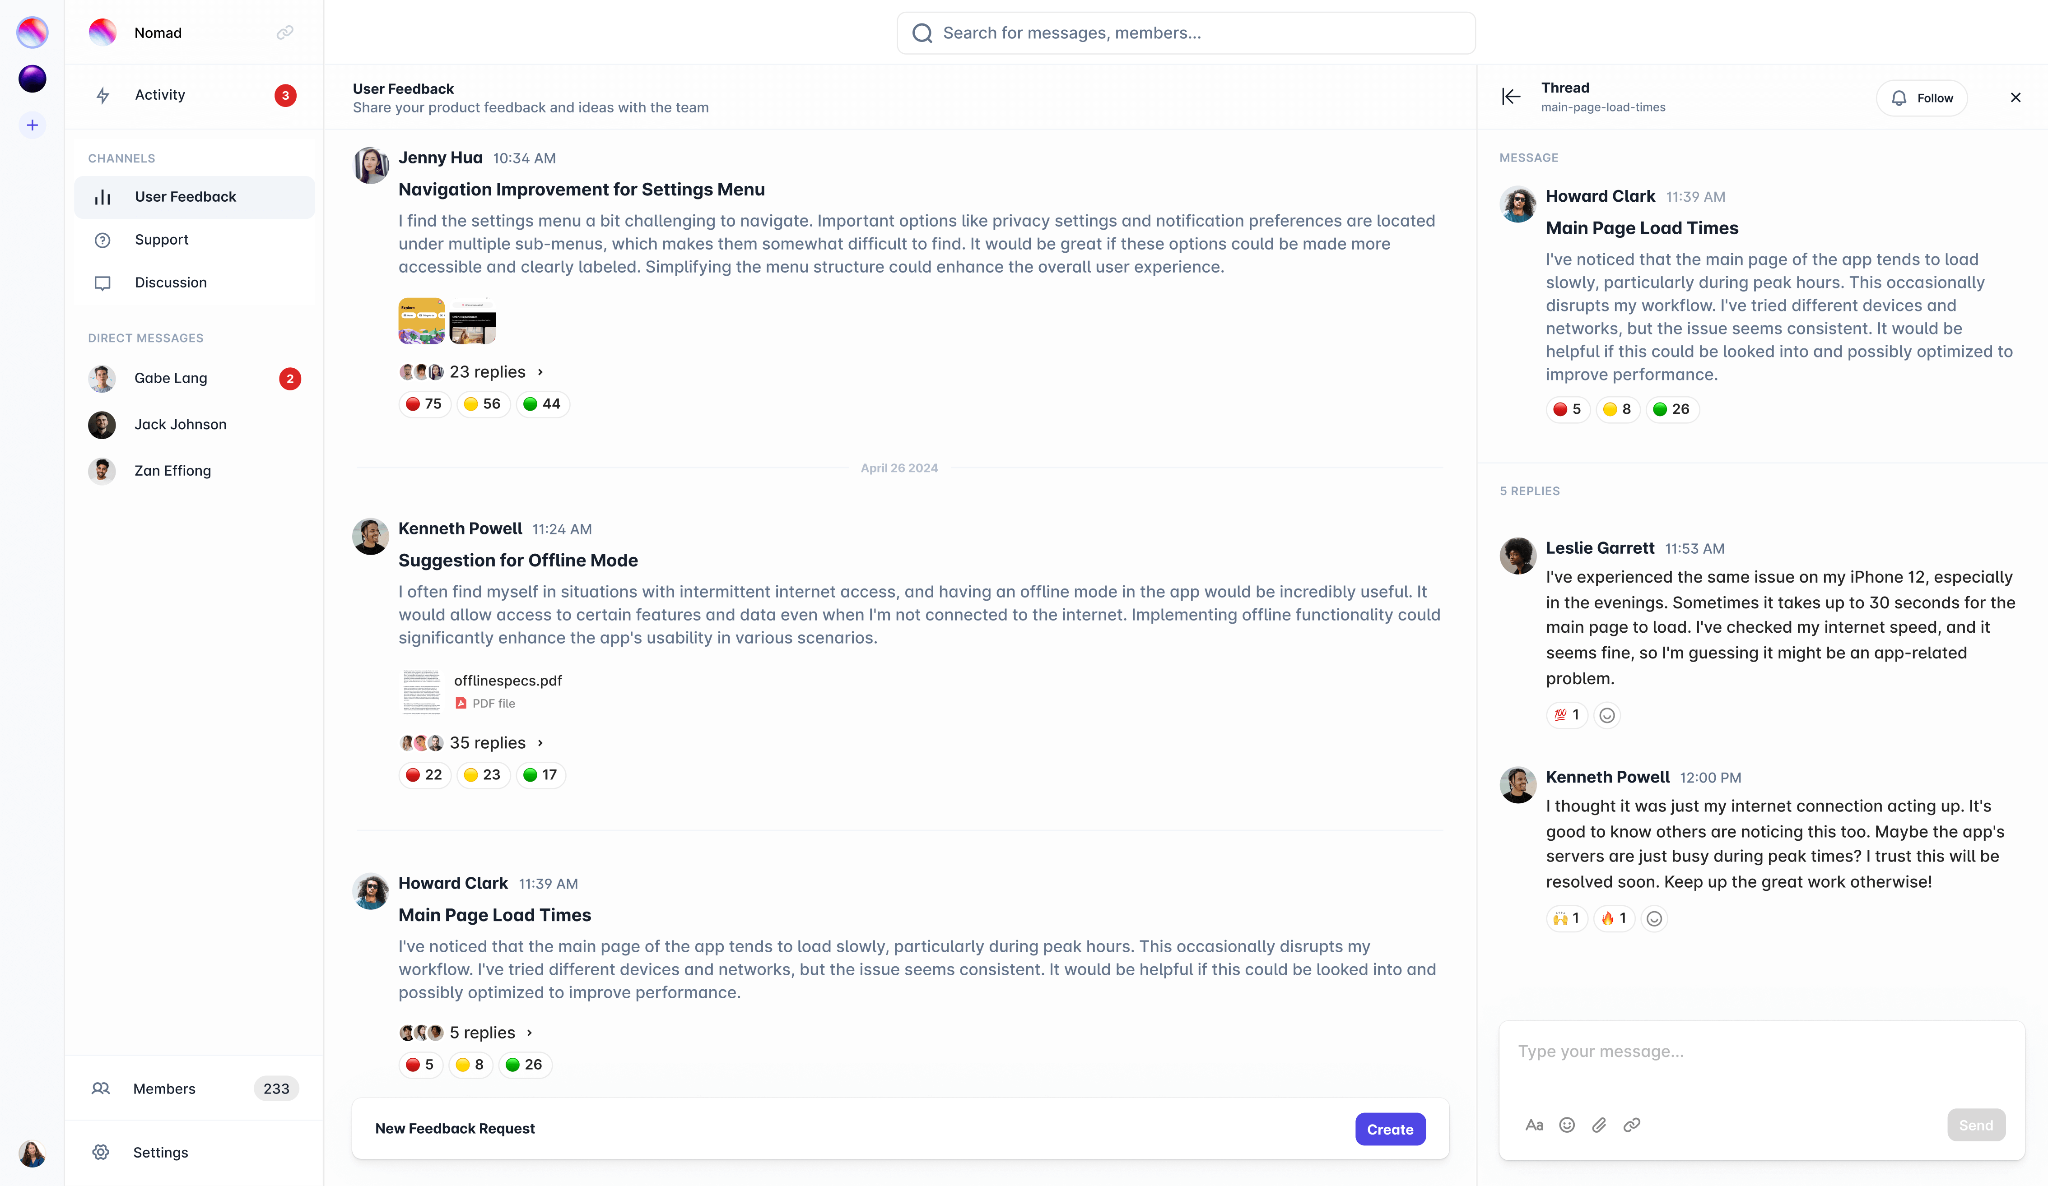 Nomad
Search for messages, members...
Activity
3
CHANNELS
User Feedback
Support
Discussion
DIRECT MESSAGES
Gabe Lang
2
Jack Johnson
Zan Effiong
Members
233
Settings
User Feedback
Share your product feedback and ideas with the team
Jenny Hua 10:34 AM
Navigation Improvement for Settings Menu
I find the settings menu a bit challenging to navigate. Important options like privacy settings and notification preferences are located
under multiple sub-menus, which makes them somewhat difficult to find. It would be great if these options could be made more
accessible and clearly labeled. Simplifying the menu structure could enhance the overall user experience.
Explore
23 replies
75 56 44
April 26 2024
Kenneth Powell 11:24 AM
Suggestion for Offline Mode
I often find myself in situations with intermittent internet access, and having an offline mode in the app would be incredibly useful. It
would allow access to certain features and data even when I'm not connected to the internet. Implementing offline functionality could
significantly enhance the app's usability in various scenarios.
offlinespecs.pdf
PDF file
35 replies
22 23 17
Howard Clark 11:39 AM
Main Page Load Times
I've noticed that the main page of the app tends to load slowly, particularly during peak hours. This occasionally disrupts my
workflow. I've tried different devices and networks, but the issue seems consistent. It would be helpful if this could be looked into and
possibly optimized to improve performance.
5 replies
5 8 26
New Feedback Request
Create
Thread
main-page-load-times
Follow
MESSAGE
Howard Clark 11:39 AM
Main Page Load Times
I've noticed that the main page of the app tends to load
slowly, particularly during peak hours. This occasionally
disrupts my workflow. I've tried different devices and
networks, but the issue seems consistent. It would be
helpful if this could be looked into and possibly optimized to
improve performance.
5 8 26
5 REPLIES
Leslie Garrett 11:53 AM
I've experienced the same issue on my iPhone 12, especially
in the evenings. Sometimes it takes up to 30 seconds for the
main page to load. I've checked my internet speed, and it
seems fine, so I'm guessing it might be an app-related
problem.
💯 1
Kenneth Powell 12:00 PM
I thought it was just my internet connection acting up. It's
good to know others are noticing this too. Maybe the app's
servers are just busy during peak times? I trust this will be
resolved soon. Keep up the great work otherwise!
1 1
Type your message...
Aa
Send